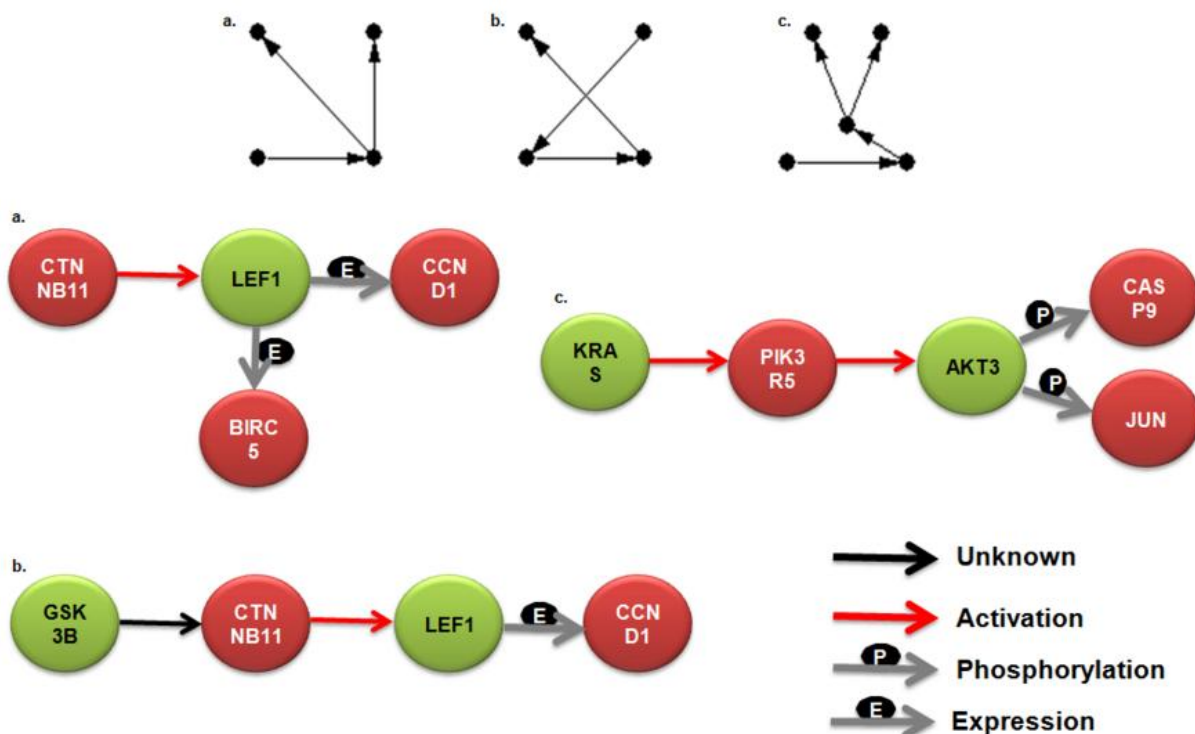 a.
b.
c.
a.
CTN
NB11
LEF1
E
CCN
D1
E
BIRC
5
c.
KRA
S
PIK3
R5
AKT3
P
CAS
P9
P
JUN
b.
GSK
3B
CTN
NB11
LEF1
E
CCN
D1
Unknown
Activation
P
Phosphorylation
E
Expression